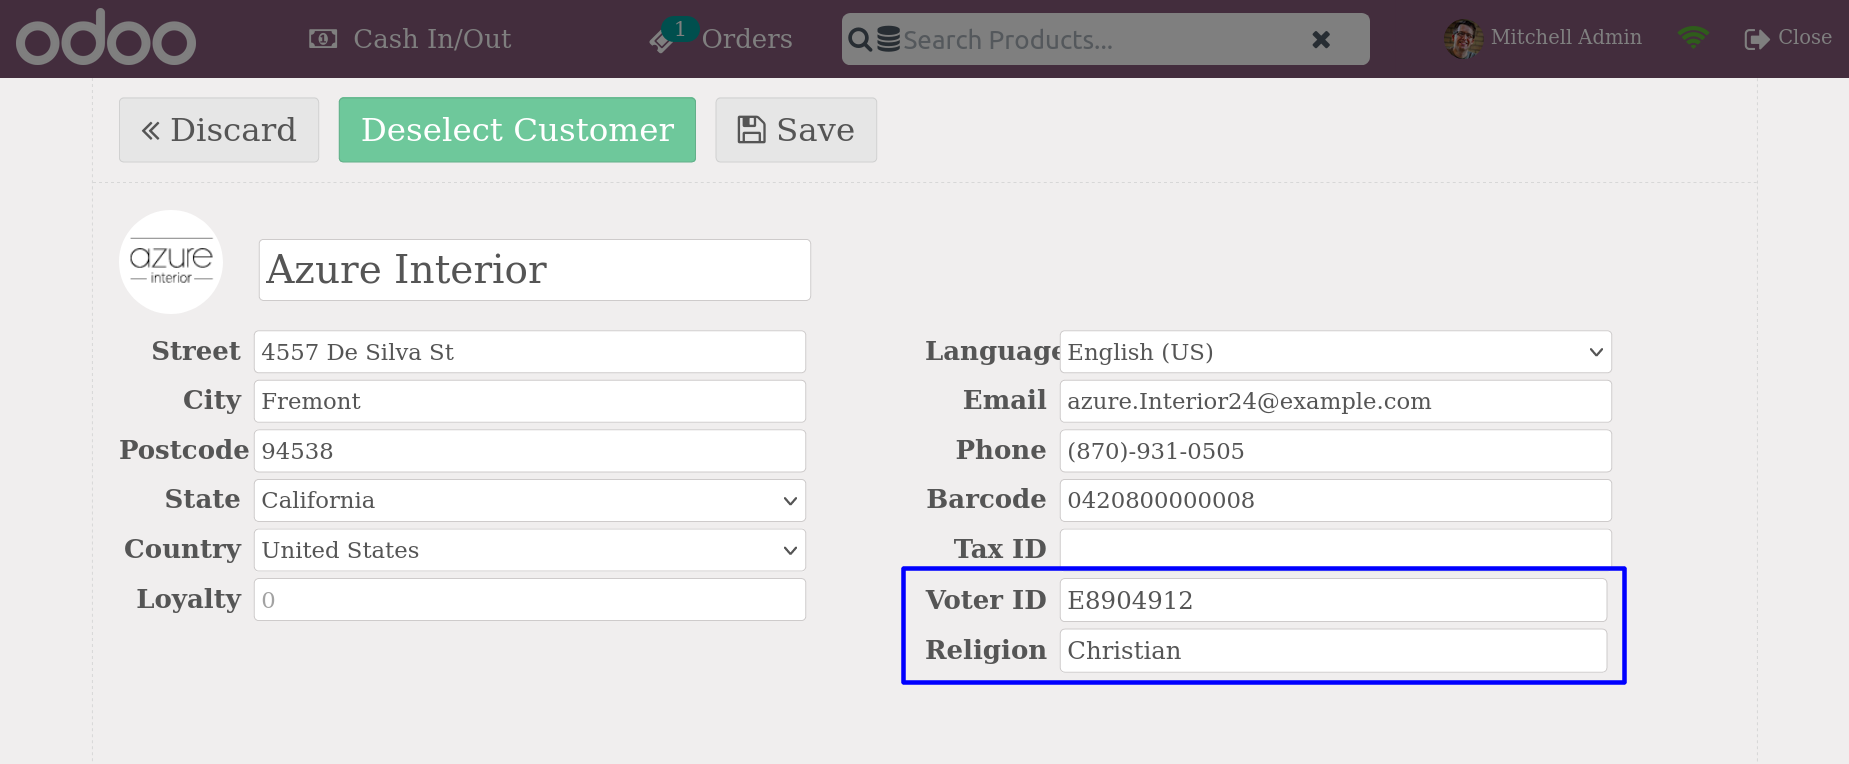 odoo
Cash In/Out
1
Orders
Search Products...
Mitchell Admin
Close
Discard
Deselect Customer
Save
azure
interior
Azure Interior
Street 4557 De Silva St
City Fremont
Postcode 94538
State California
Country United States
Loyalty 0
Language English (US)
Email azure.Interior24@example.com
Phone (870)-931-0505
Barcode 0420800000008
Tax ID
Voter ID E8904912
Religion Christian